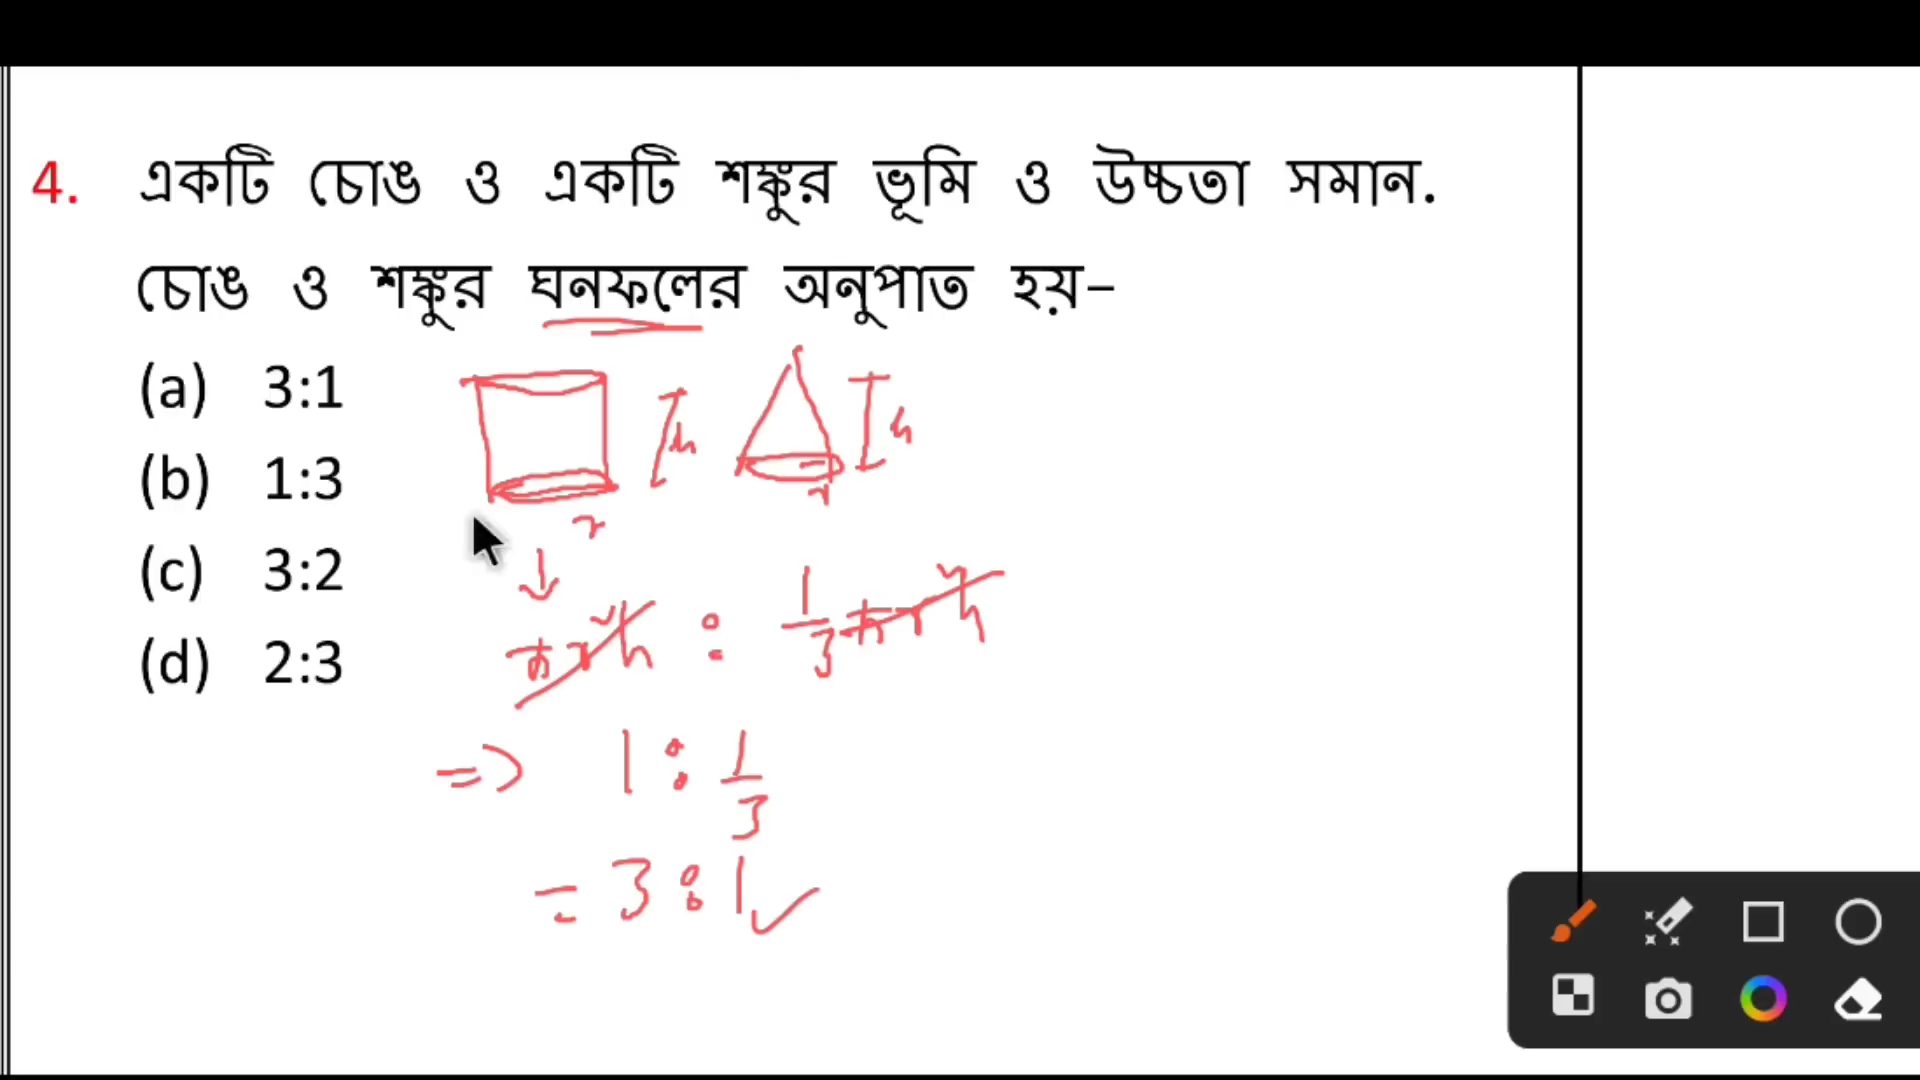 4. একটি চোঙ ও একটি শঙ্কুর ভূমি ও উচ্চতা সমান.
চোঙ ও শঙ্কুর ঘনফলের অনুপাত হয়–
(a) 3:1
(b) 1:3
(c) 3:2
(d) 2:3
h h
r r
πr²h : 1/3 πr²h
=> 1 : 1/3
= 3 : 1 ✓